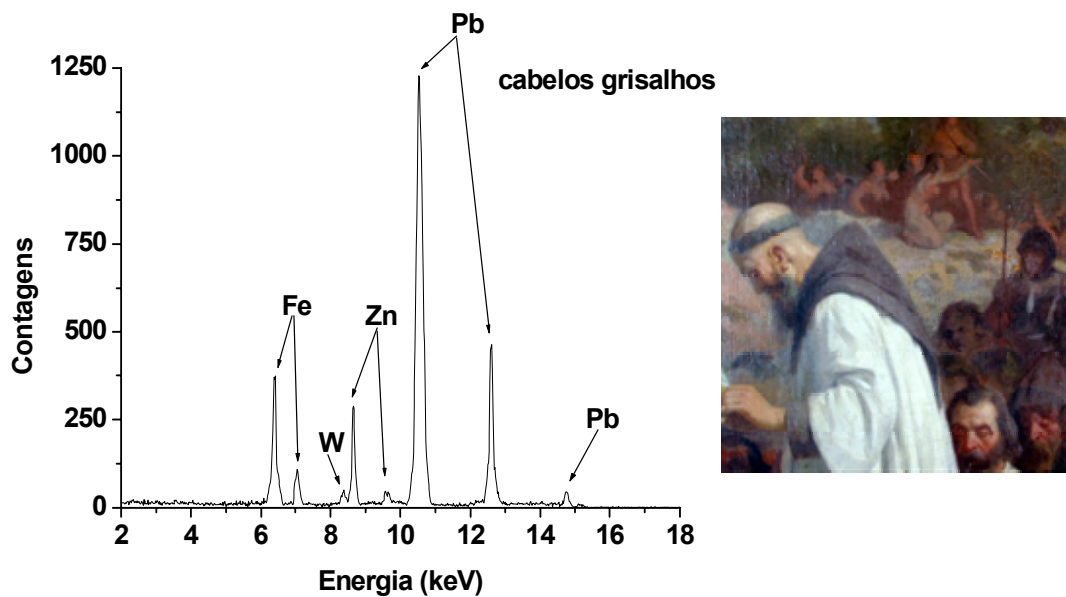 Pb
1250
cabelos grisalhos
1000
750
Fe
Zn
500
250
W
Pb
0
2 4 6 8 10 12 14 16 18
Contagens
Energia (keV)